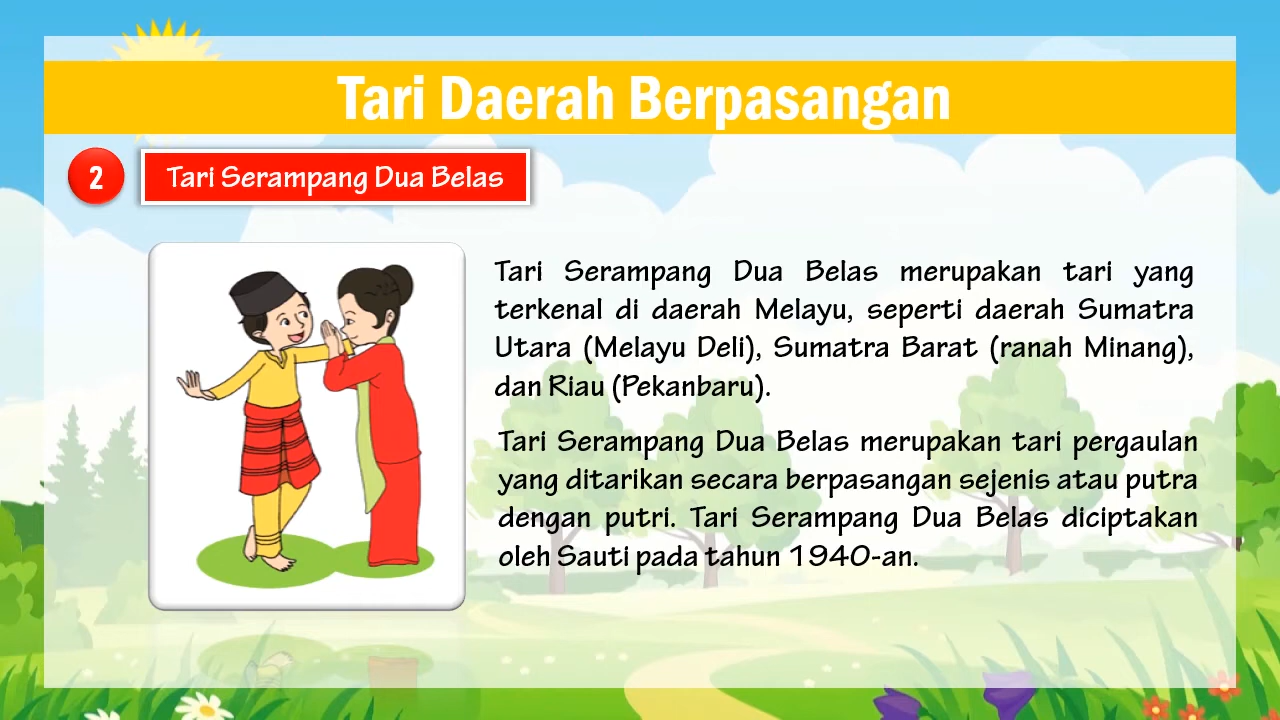 Tari Daerah Berpasangan
2
Tari Serampang Dua Belas
Tari Serampang Dua Belas merupakan tari yang
terkenal di daerah Melayu, seperti daerah Sumatra
Utara (Melayu Deli), Sumatra Barat (ranah Minang),
dan Riau (Pekanbaru).
Tari Serampang Dua Belas merupakan tari pergaulan
yang ditarikan secara berpasangan sejenis atau putra
dengan putri. Tari Serampang Dua Belas diciptakan
oleh Sauti pada tahun 1940-an.